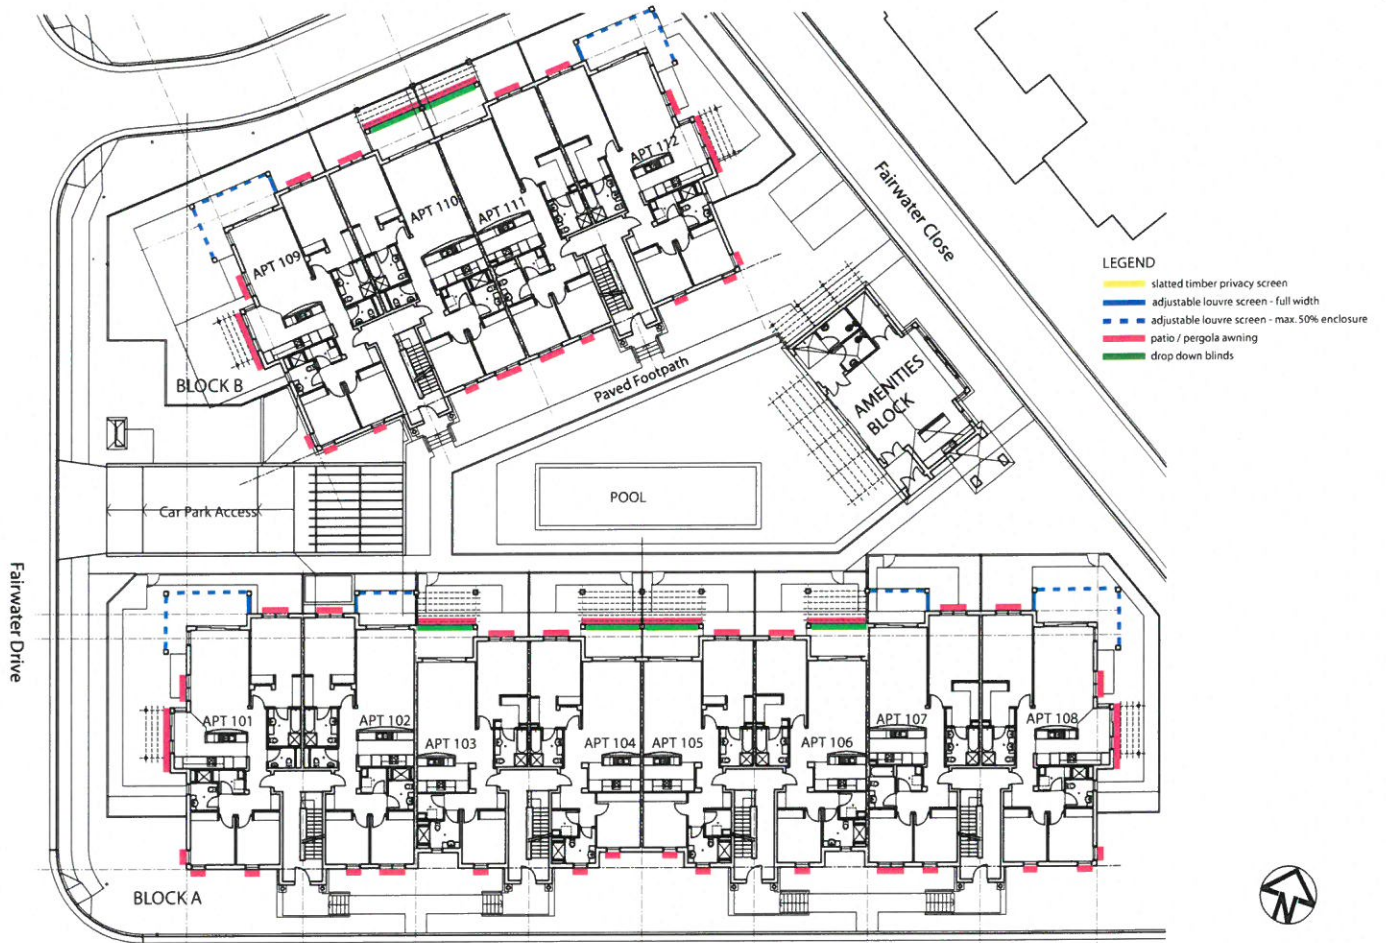 APT 112
Fairwater Close
APT 110
APT 111
APT 109
LEGEND
slatted timber privacy screen
adjustable louvre screen - full width
adjustable louvre screen - max. 50% enclosure
patio / pergola awning
drop down blinds
BLOCK B
Paved Footpath
AMENITIES
BLOCK
POOL
Car Park Access
Fairwater Drive
APT 101
APT 102
APT 103
APT 104
APT 105
APT 106
APT 107
APT 108
BLOCK A
N